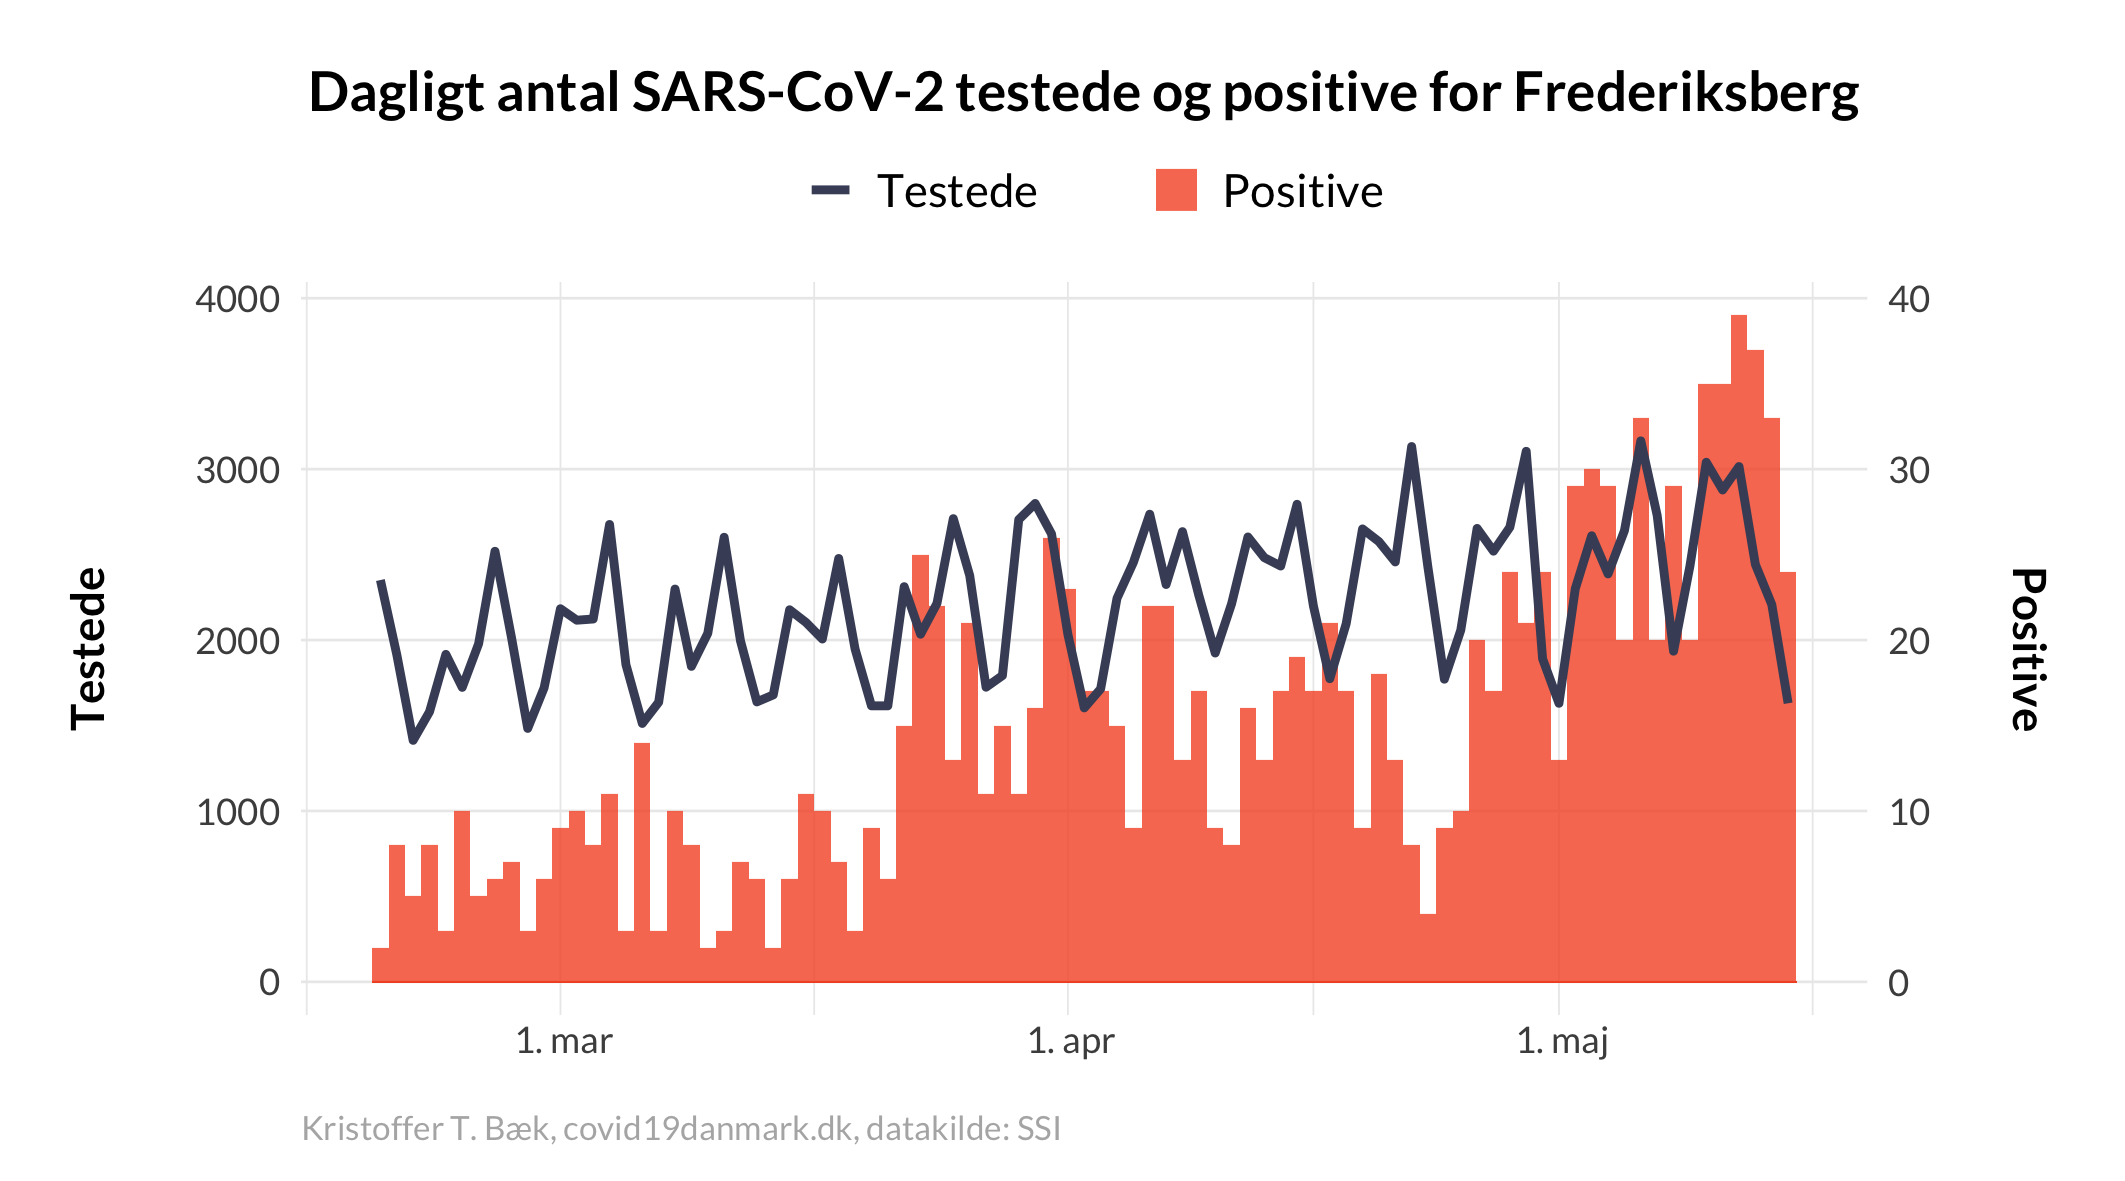 Dagligt antal SARS-CoV-2 testede og positive for Frederiksberg
Testede Positive
4000 40
3000 30
2000 20
1000 10
0 0
Testede
Positive
1. mar 1. apr 1. maj
Kristoffer T. Bæk, covid19danmark.dk, datakilde: SSI